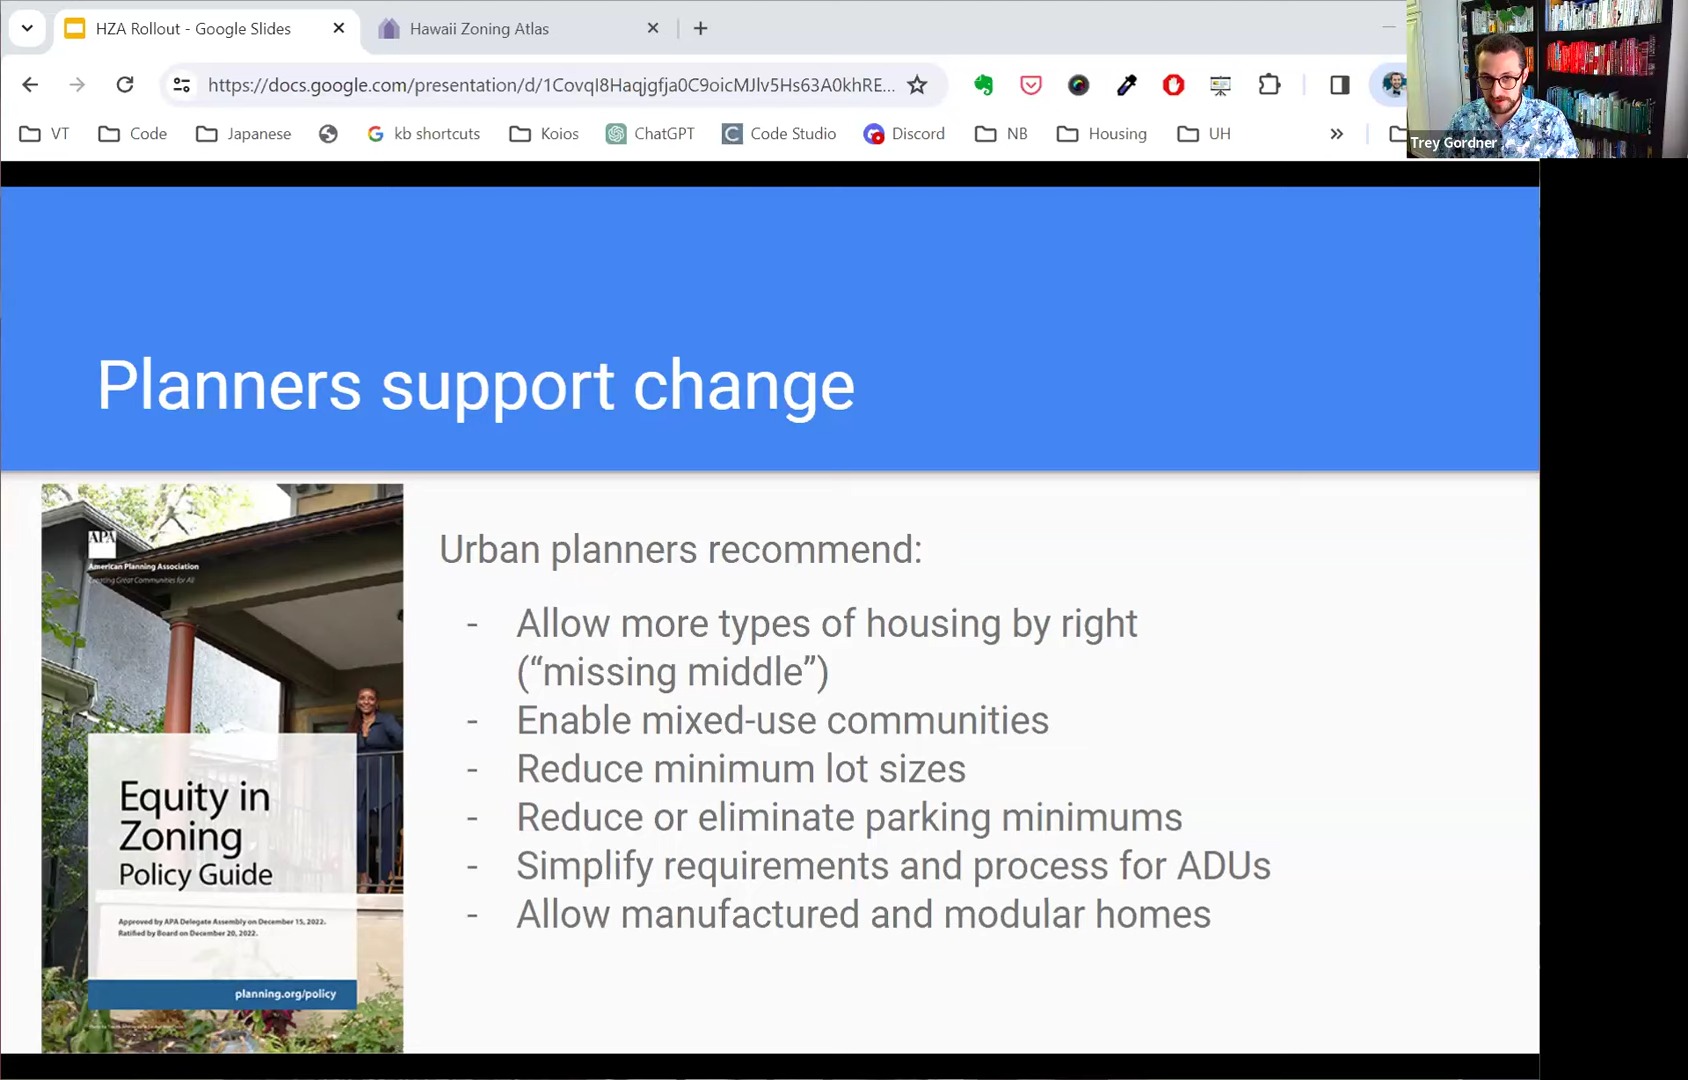 HZA Rollout - Google Slides
Hawaii Zoning Atlas
https://docs.google.com/presentation/d/1CovqI8Haqjgfja0C9oicMJlv5Hs63A0khRE...
VT
Code
Japanese
kb shortcuts
Koios
ChatGPT
Code Studio
Discord
NB
Housing
UH
»
Trey Gordner
Planners support change
APA
American Planning Association
Creating Great Communities for All
Equity in
Zoning
Policy Guide
Approved by APA Delegate Assembly on December 15, 2022.
Ratified by Board on December 20, 2022.
planning.org/policy
Urban planners recommend:
- Allow more types of housing by right
(“missing middle”)
- Enable mixed-use communities
- Reduce minimum lot sizes
- Reduce or eliminate parking minimums
- Simplify requirements and process for ADUs
- Allow manufactured and modular homes